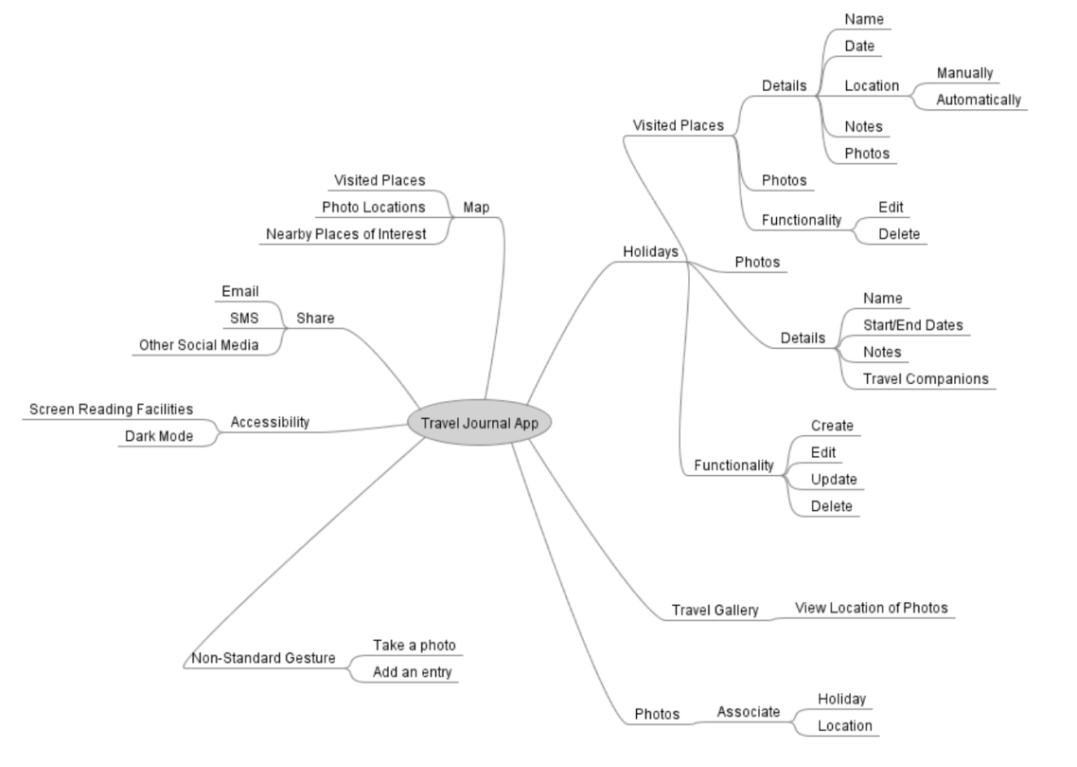 Travel Journal App
Map
Visited Places
Photo Locations
Nearby Places of Interest
Share
Email
SMS
Other Social Media
Accessibility
Screen Reading Facilities
Dark Mode
Non-Standard Gesture
Take a photo
Add an entry
Holidays
Visited Places
Details
Name
Date
Location
Manually
Automatically
Notes
Photos
Photos
Functionality
Edit
Delete
Photos
Details
Name
Start/End Dates
Notes
Travel Companions
Functionality
Create
Edit
Update
Delete
Travel Gallery
View Location of Photos
Photos
Associate
Holiday
Location